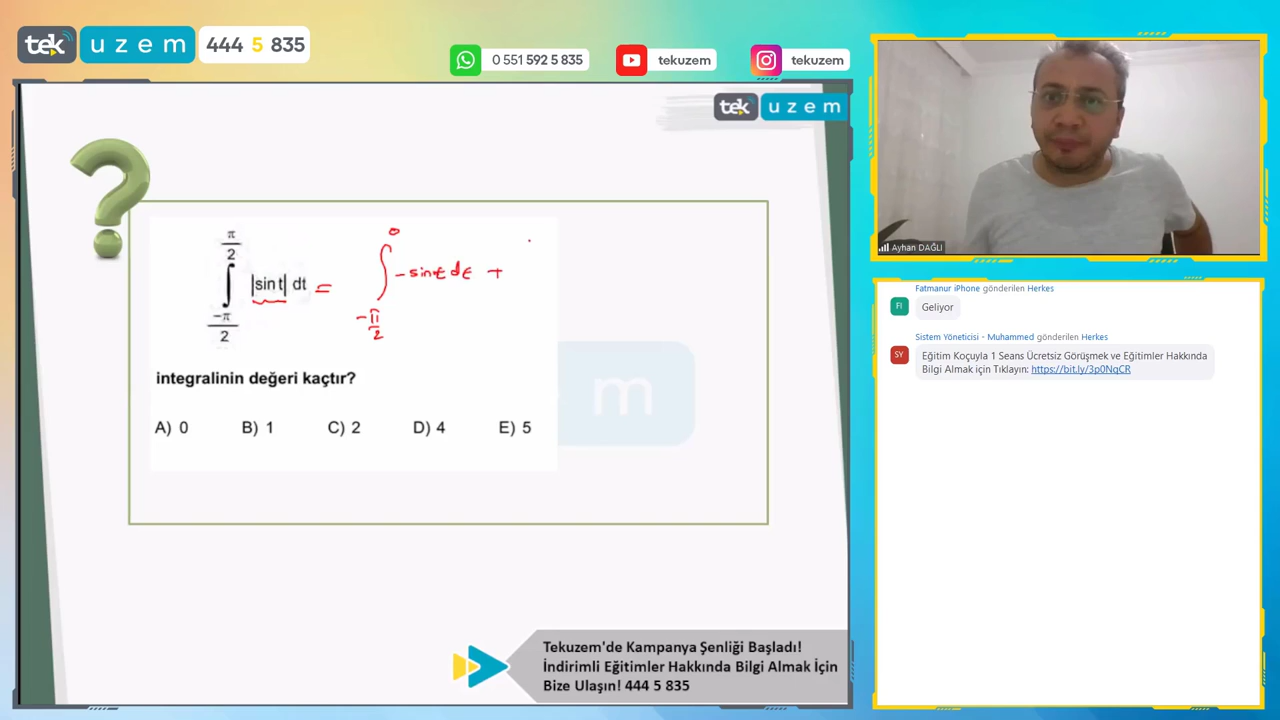 tek uzem 444 5 835
0 551 592 5 835
tekuzem
tekuzem
tek uzem
π/2
∫ |sin t| dt =
-π/2
0
∫ -sint dt +
-π/2
integralinin değeri kaçtır?
A) 0 B) 1 C) 2 D) 4 E) 5
m
Ayhan DAĞLI
Fatmanur iPhone gönderilen Herkes
FI
Geliyor
Sistem Yöneticisi - Muhammed gönderilen Herkes
SY
Eğitim Koçuyla 1 Seans Ücretsiz Görüşmek ve Eğitimler Hakkında
Bilgi Almak için Tıklayın: https://bit.ly/3p0NqCR
Tekuzem'de Kampanya Şenliği Başladı!
İndirimli Eğitimler Hakkında Bilgi Almak İçin
Bize Ulaşın! 444 5 835